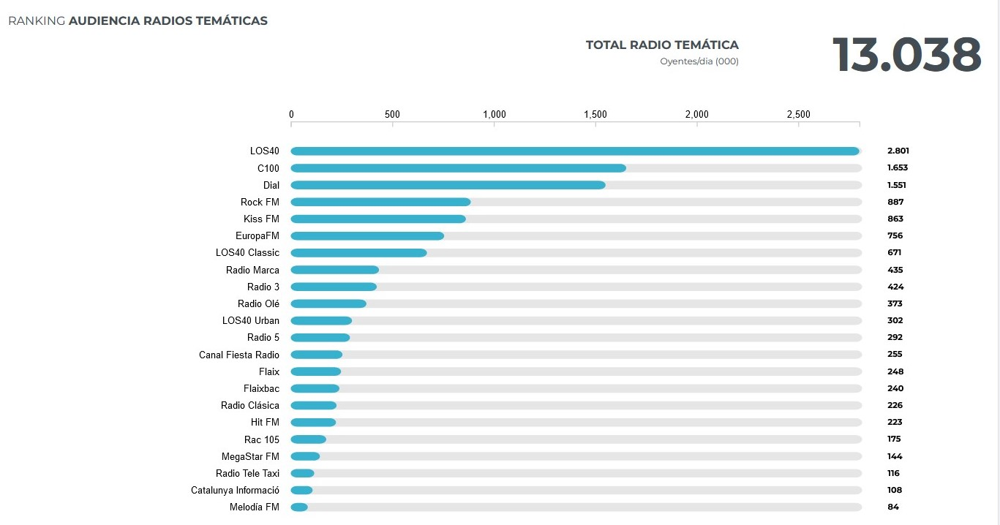 RANKING AUDIENCIA RADIOS TEMÁTICAS
TOTAL RADIO TEMÁTICA
Oyentes/dia (000)
13.038
0 500 1,000 1,500 2,000 2,500
LOS40 2.801
C100 1.653
Dial 1.551
Rock FM 887
Kiss FM 863
EuropaFM 756
LOS40 Classic 671
Radio Marca 435
Radio 3 424
Radio Olé 373
LOS40 Urban 302
Radio 5 292
Canal Fiesta Radio 255
Flaix 248
Flaixbac 240
Radio Clásica 226
Hit FM 223
Rac 105 175
MegaStar FM 144
Radio Tele Taxi 116
Catalunya Informació 108
Melodía FM 84